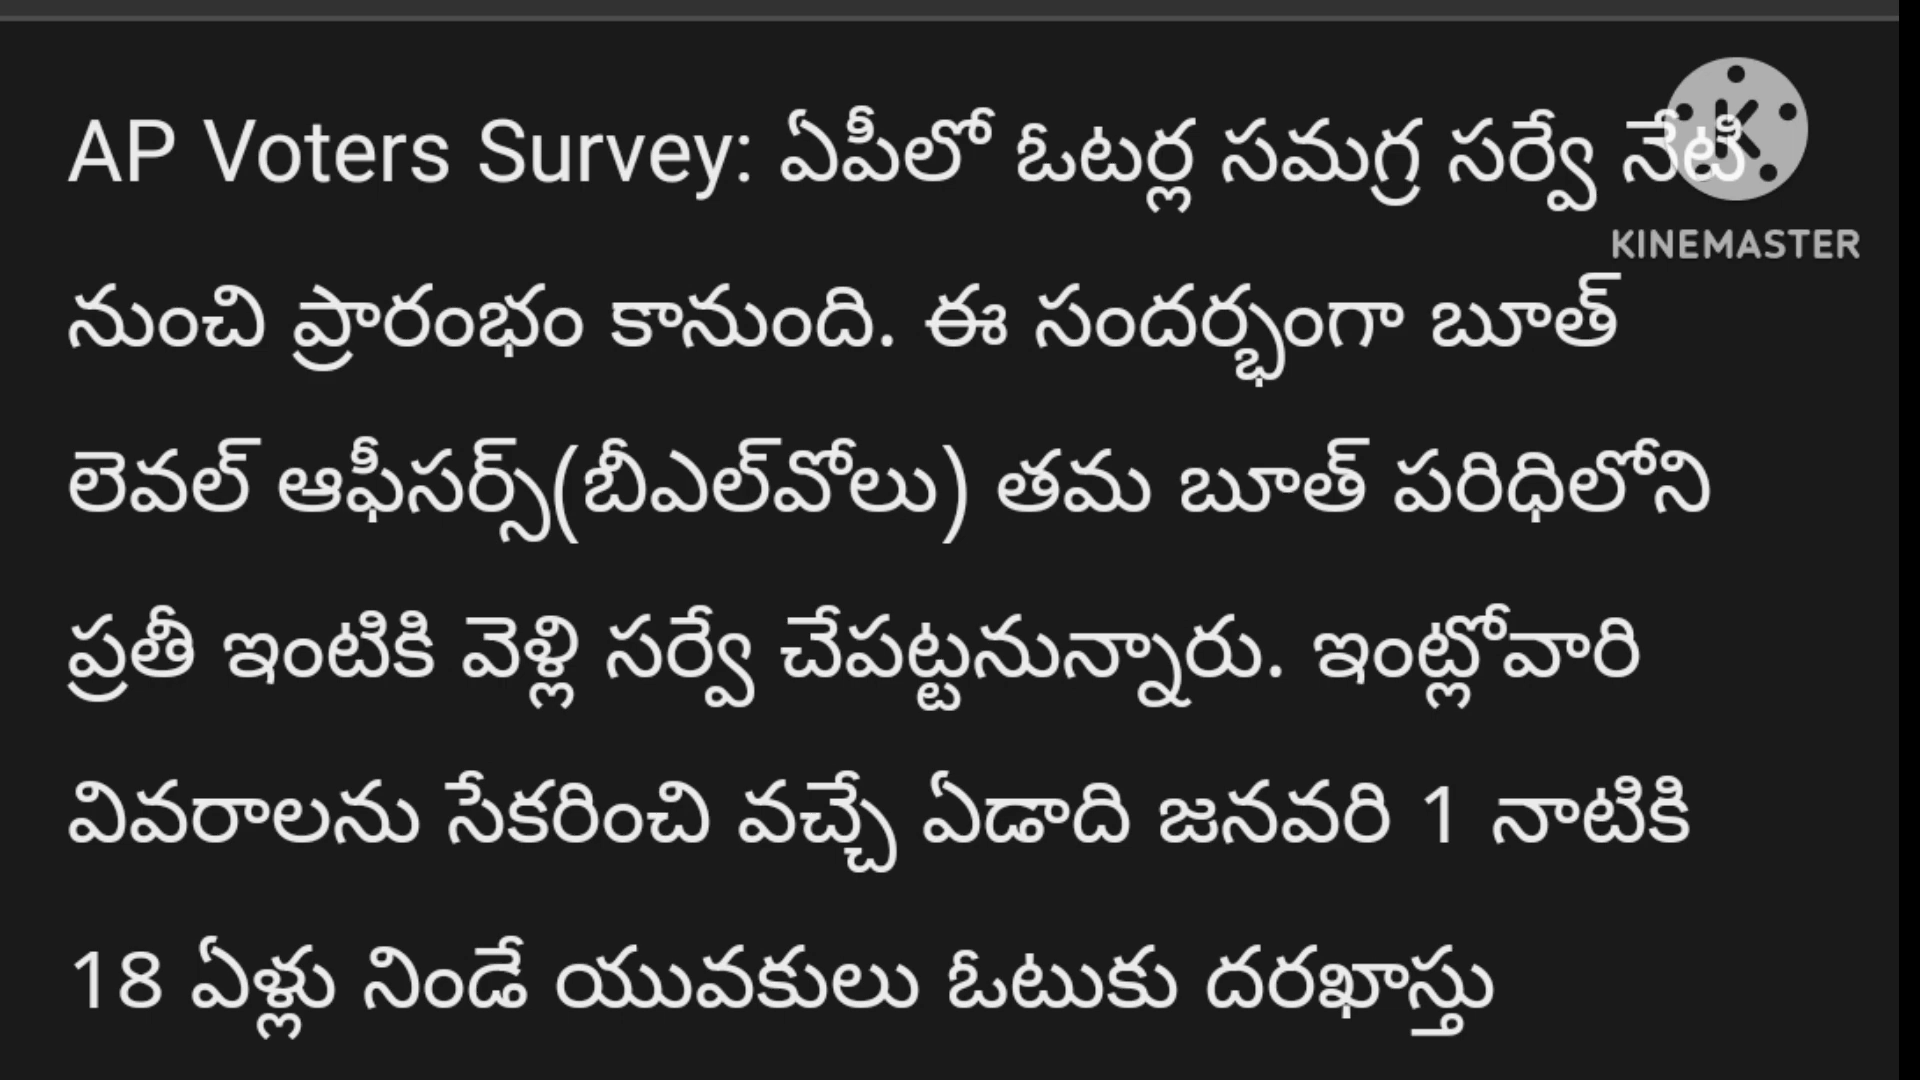 AP Voters Survey: ఏపీలో ఓటర్ల సమగ్ర సర్వే నేటి
KINEMASTER
నుంచి ప్రారంభం కానుంది. ఈ సందర్భంగా బూత్
లెవల్ ఆఫీసర్స్(బీఎల్‌వోలు) తమ బూత్ పరిధిలోని
ప్రతీ ఇంటికి వెళ్లి సర్వే చేపట్టనున్నారు. ఇంట్లోవారి
వివరాలను సేకరించి వచ్చే ఏడాది జనవరి 1 నాటికి
18 ఏళ్లు నిండే యువకులు ఓటుకు దరఖాస్తు